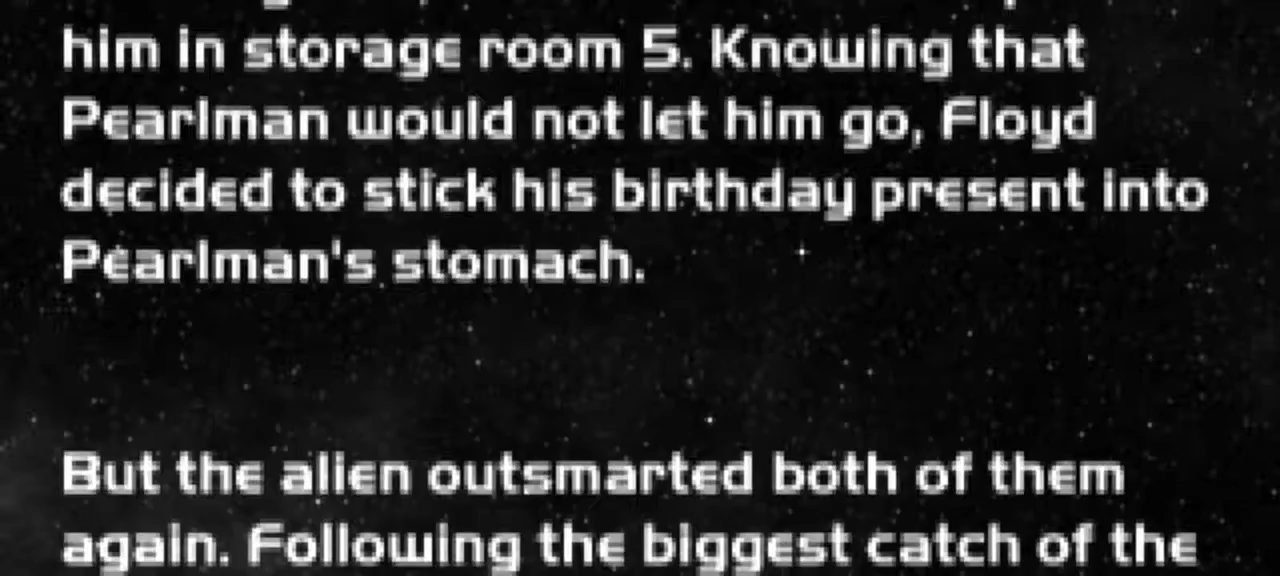 him in storage room 5. Knowing that
Pearlman would not let him go, Floyd
decided to stick his birthday present into
Pearlman's stomach.
But the alien outsmarted both of them
again. Following the biggest catch of the